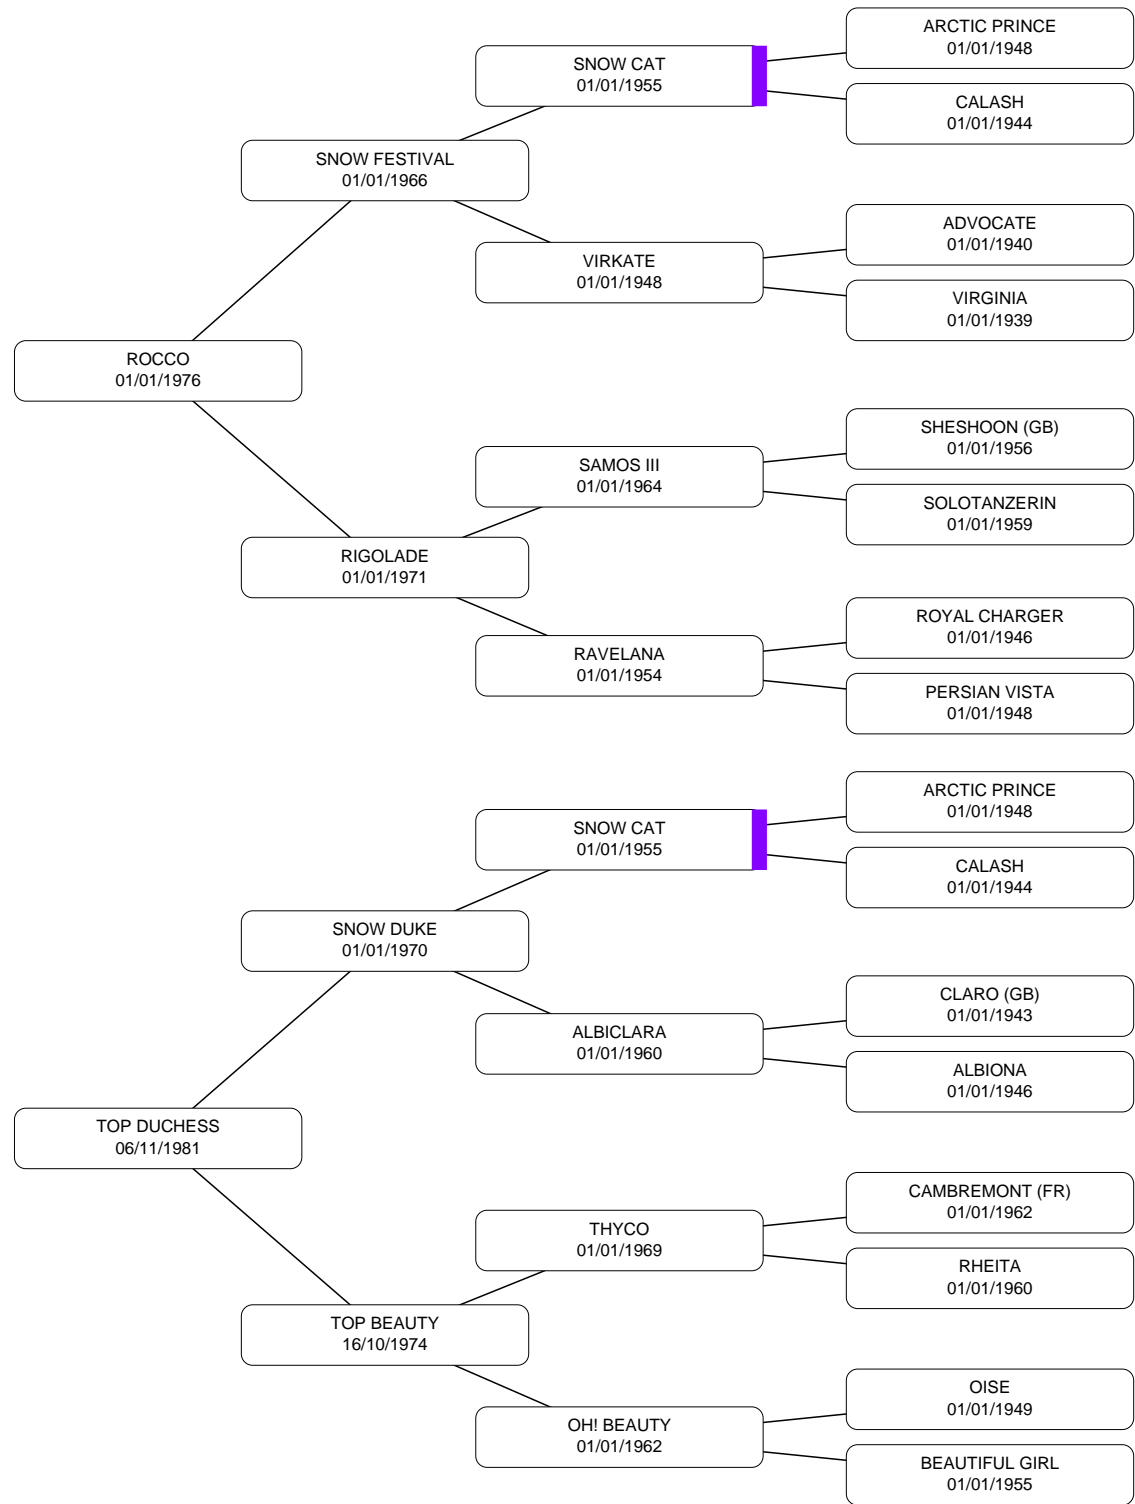 ARCTIC PRINCE
01/01/1948
SNOW CAT
01/01/1955
CALASH
01/01/1944
SNOW FESTIVAL
01/01/1966
ADVOCATE
01/01/1940
VIRKATE
01/01/1948
VIRGINIA
01/01/1939
ROCCO
01/01/1976
SHESHOON (GB)
01/01/1956
SAMOS III
01/01/1964
SOLOTANZERIN
01/01/1959
RIGOLADE
01/01/1971
ROYAL CHARGER
01/01/1946
RAVELANA
01/01/1954
PERSIAN VISTA
01/01/1948
ARCTIC PRINCE
01/01/1948
SNOW CAT
01/01/1955
CALASH
01/01/1944
SNOW DUKE
01/01/1970
CLARO (GB)
01/01/1943
ALBICLARA
01/01/1960
ALBIONA
01/01/1946
TOP DUCHESS
06/11/1981
CAMBREMONT (FR)
01/01/1962
THYCO
01/01/1969
RHEITA
01/01/1960
TOP BEAUTY
16/10/1974
OISE
01/01/1949
OH! BEAUTY
01/01/1962
BEAUTIFUL GIRL
01/01/1955